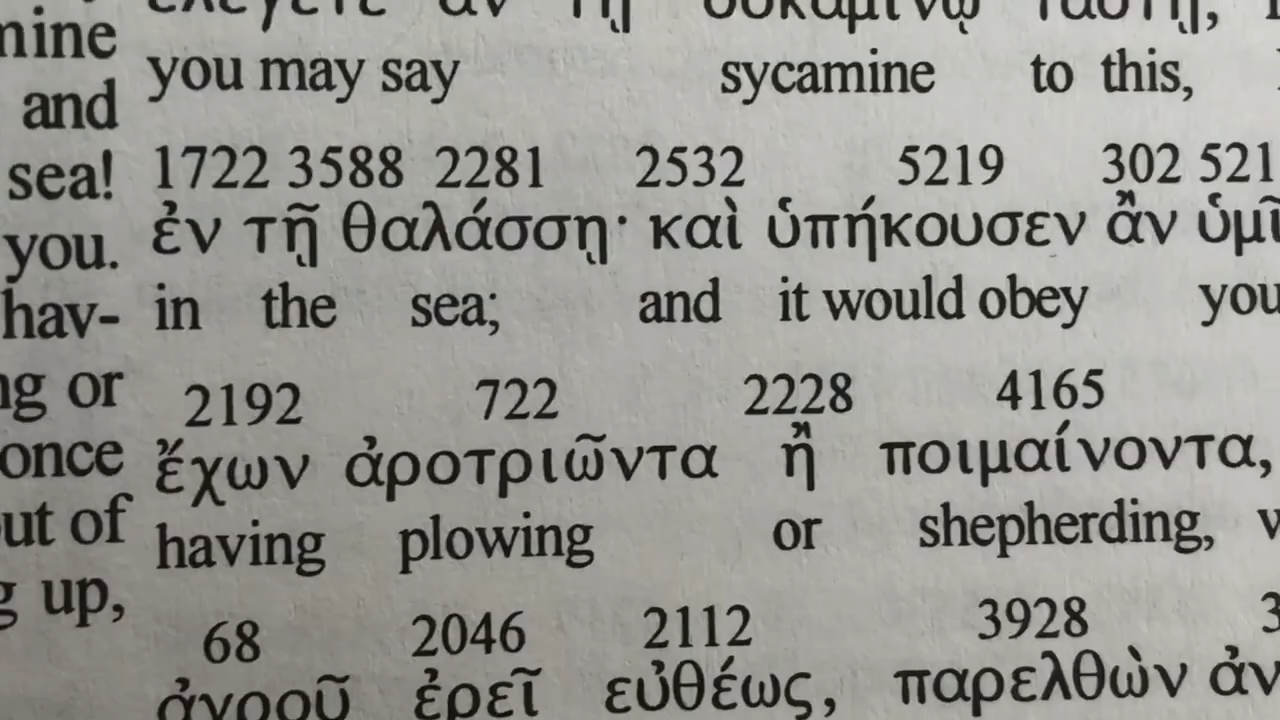 mine
and
sea!
you.
hav-
ng or
once
ut of
g up,
ἐλέγετε ἂν τῇ συκαμίνῳ ταύτῃ,
you may say sycamine to this,
1722 3588 2281 2532 5219 302 521
ἐν τῇ θαλάσσῃ· καὶ ὑπήκουσεν ἂν ὑμῖ
in the sea; and it would obey you
2192 722 2228 4165
ἔχων ἀροτριῶντα ἢ ποιμαίνοντα,
having plowing or shepherding,
68 2046 2112 3928 3
ἀγροῦ ἐρεῖ εὐθέως, παρελθὼν ἀν